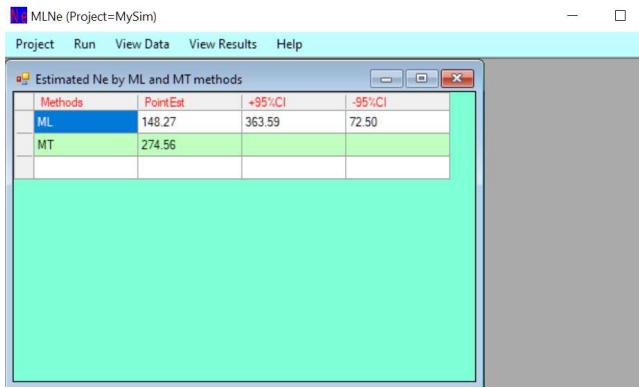 Ne MLNe (Project=MySim)
Project Run View Data View Results Help
Estimated Ne by ML and MT methods
Methods PointEst +95%CI -95%CI
ML 148.27 363.59 72.50
MT 274.56